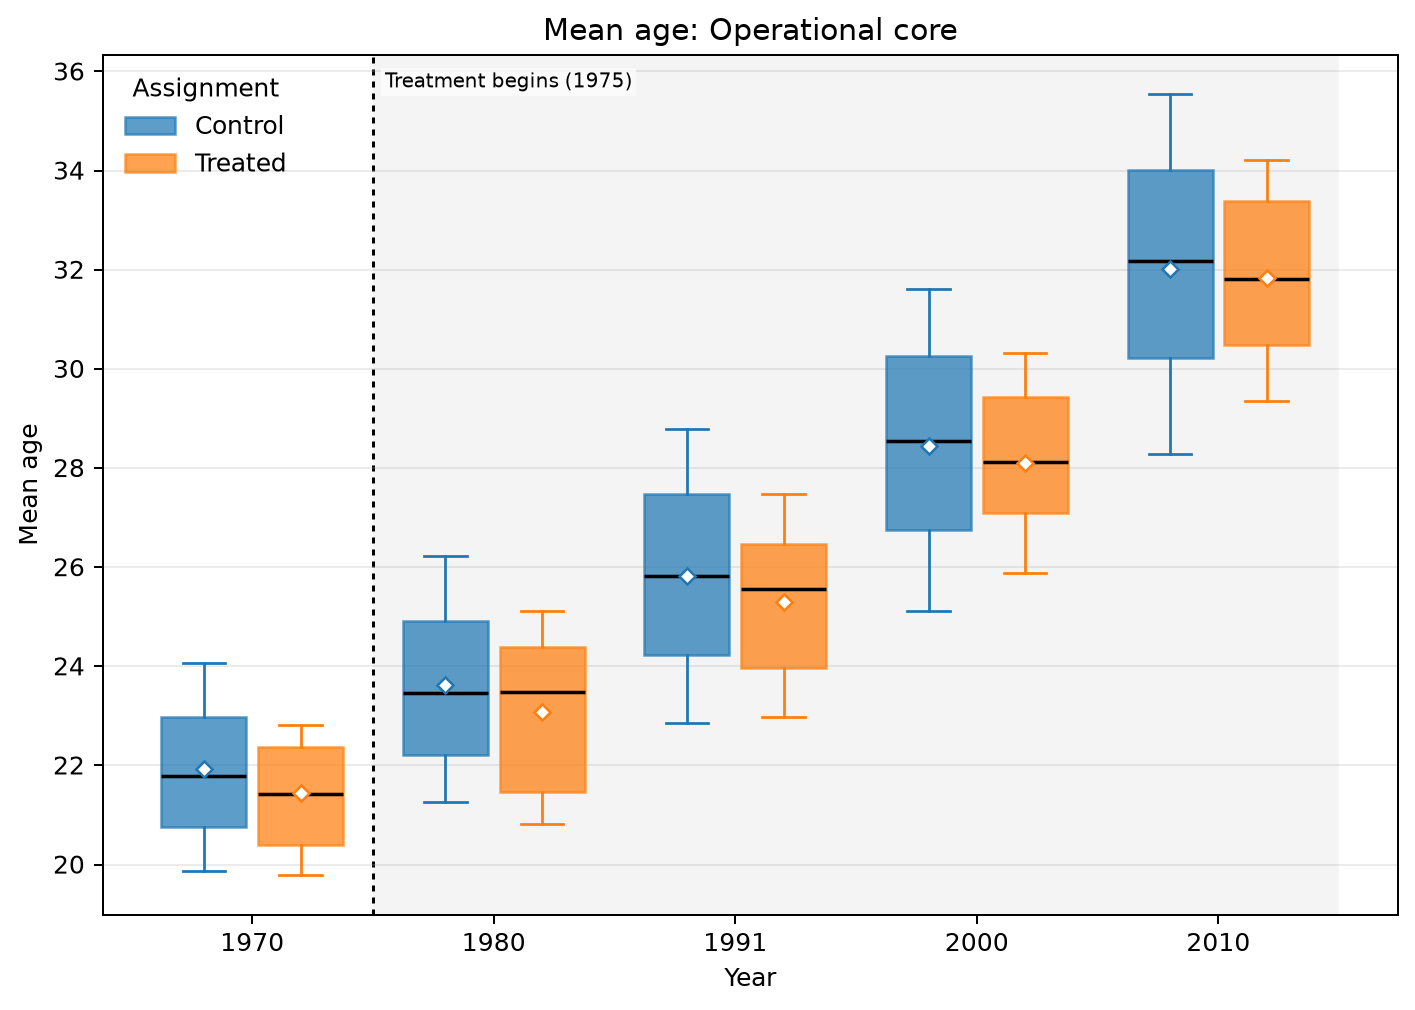 Mean age: Operational core
Treatment begins (1975)
Assignment
Control
Treated
Mean age
36
34
32
30
28
26
24
22
20
1970 1980 1991 2000 2010
Year